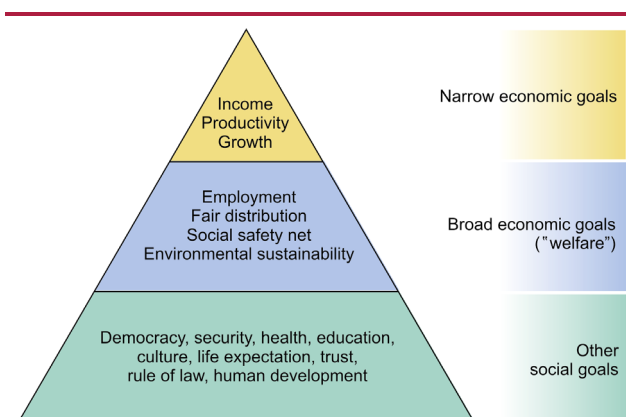 Income
Productivity
Growth
Narrow economic goals
Employment
Fair distribution
Social safety net
Environmental sustainability
Broad economic goals
("welfare")
Democracy, security, health, education,
culture, life expectation, trust,
rule of law, human development
Other
social goals